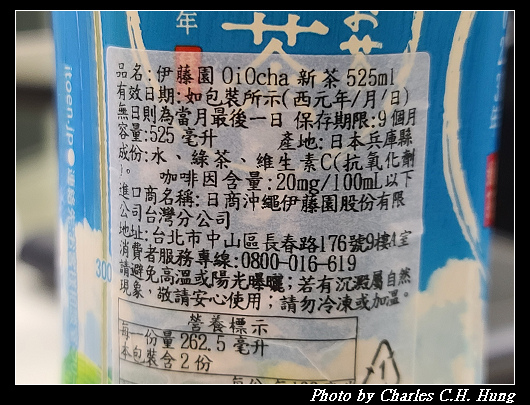 年
茶
itoen.jp
300
品名:伊藤園 OiOcha 新茶 525ml
有效日期:如包裝所示(西元年/月/日)
無日則為當月最後一日 保存期限:9個月
容量:525 毫升 產地:日本兵庫縣
成份:水、綠茶、維生素C(抗氧化劑
)。
咖啡因含量:20mg/100mL以下
進口商名稱:日商沖繩伊藤園股份有限
公司台灣分公司
地址:台北市中山區長春路176號9樓A室
消費者服務專線:0800-016-619
請避免高溫或陽光曝曬;若有沉澱屬自然
現象,敬請安心使用;請勿冷凍或加溫。
營養標示
每一份量 262.5 毫升
本包裝含 2 份
1
Photo by Charles C.H. Hung